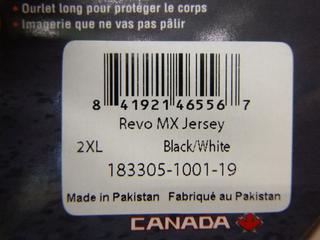 • Ourlet long pour protéger le corps
• Imagerie que ne vas pas pâlir
8 41921 46556 7
Revo MX Jersey
2XL Black/White
183305-1001-19
Made in Pakistan Fabriqué au Pakistan
CANADA